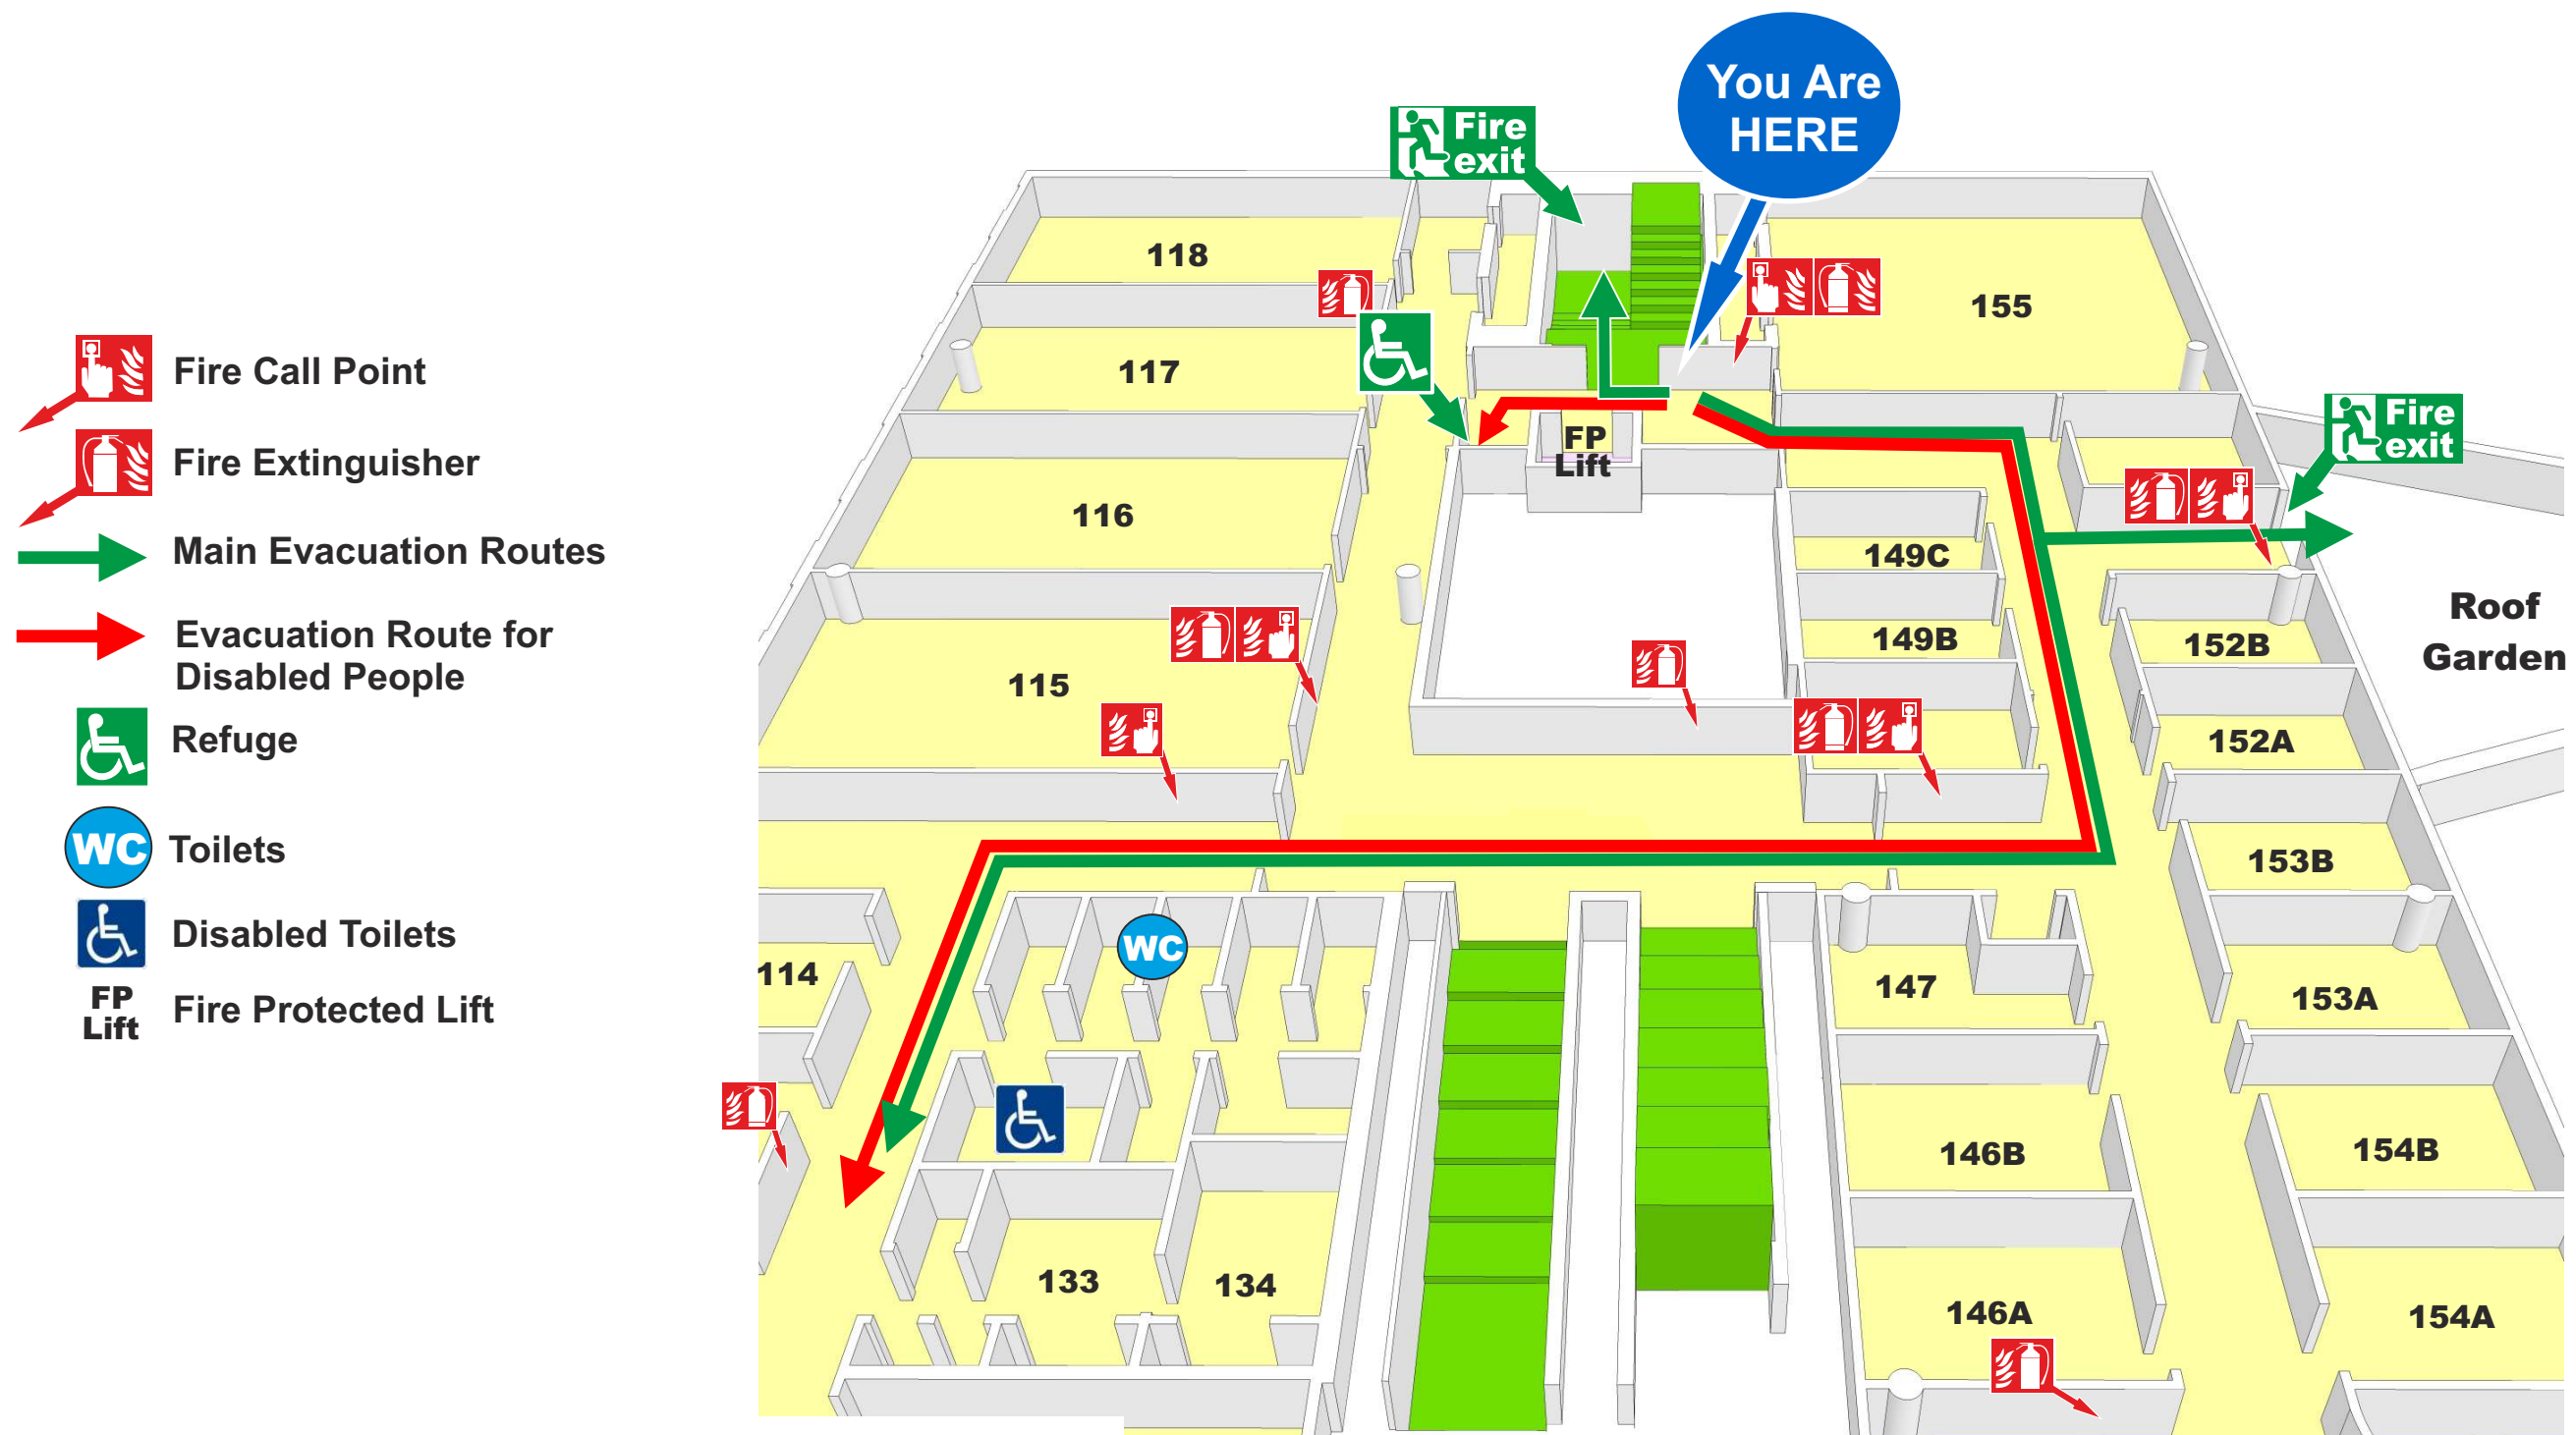 You Are
HERE
Fire
exit
118
155
117
Fire Call Point
Fire
exit
FP
Lift
Fire Extinguisher
116
149C
Main Evacuation Routes
Roof
Garden
149B
152B
Evacuation Route for
Disabled People
115
152A
Refuge
WC
Toilets
153B
Disabled Toilets
WC
114
147
153A
FP
Lift
Fire Protected Lift
146B
154B
133
134
146A
154A